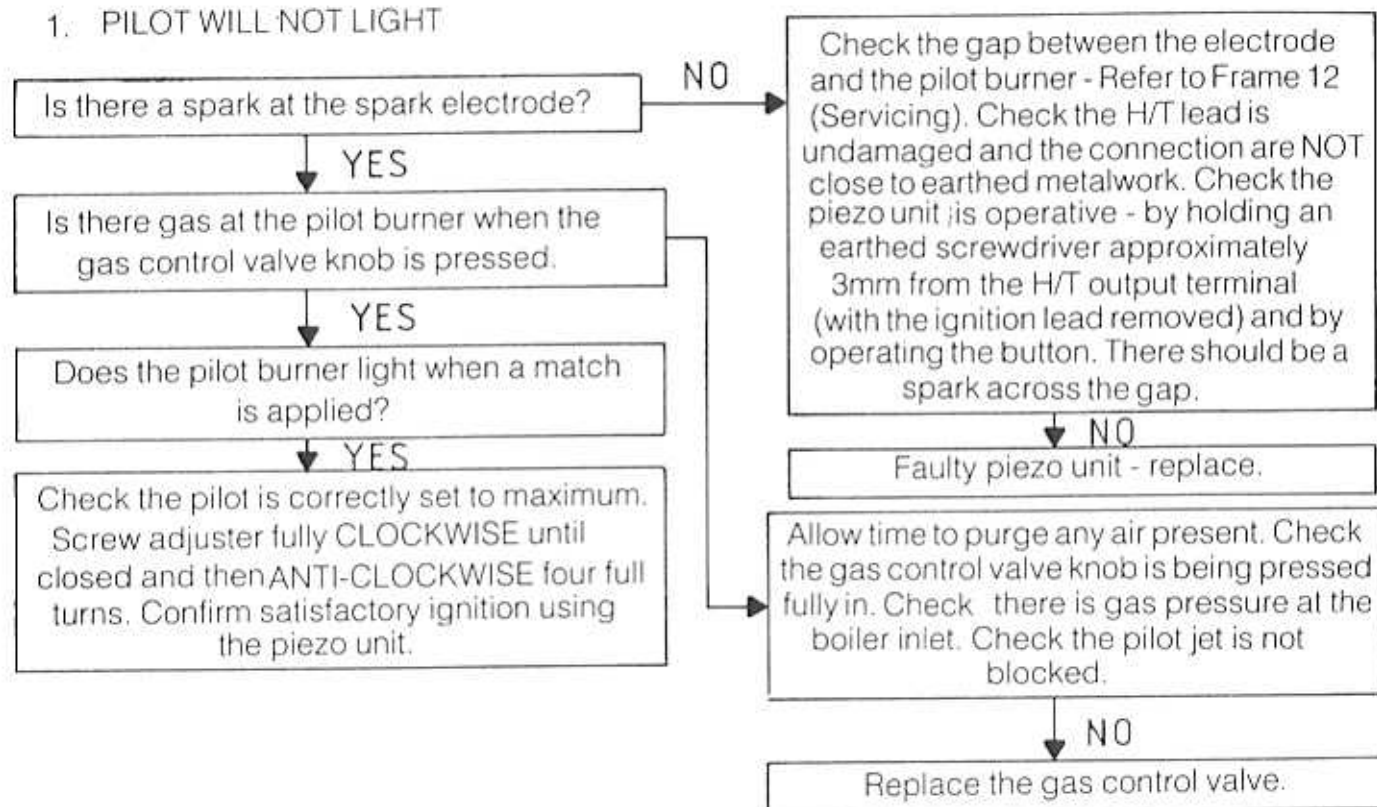 1. PILOT WILL NOT LIGHT
Is there a spark at the spark electrode?
NO
YES
Is there gas at the pilot burner when the
gas control valve knob is pressed.
YES
Does the pilot burner light when a match
is applied?
YES
Check the pilot is correctly set to maximum.
Screw adjuster fully CLOCKWISE until
closed and then ANTI-CLOCKWISE four full
turns. Confirm satisfactory ignition using
the piezo unit.
Check the gap between the electrode
and the pilot burner - Refer to Frame 12
(Servicing). Check the H/T lead is
undamaged and the connection are NOT
close to earthed metalwork. Check the
piezo unit is operative - by holding an
earthed screwdriver approximately
3mm from the H/T output terminal
(with the ignition lead removed) and by
operating the button. There should be a
spark across the gap.
NO
Faulty piezo unit - replace.
Allow time to purge any air present. Check
the gas control valve knob is being pressed
fully in. Check there is gas pressure at the
boiler inlet. Check the pilot jet is not
blocked.
NO
Replace the gas control valve.